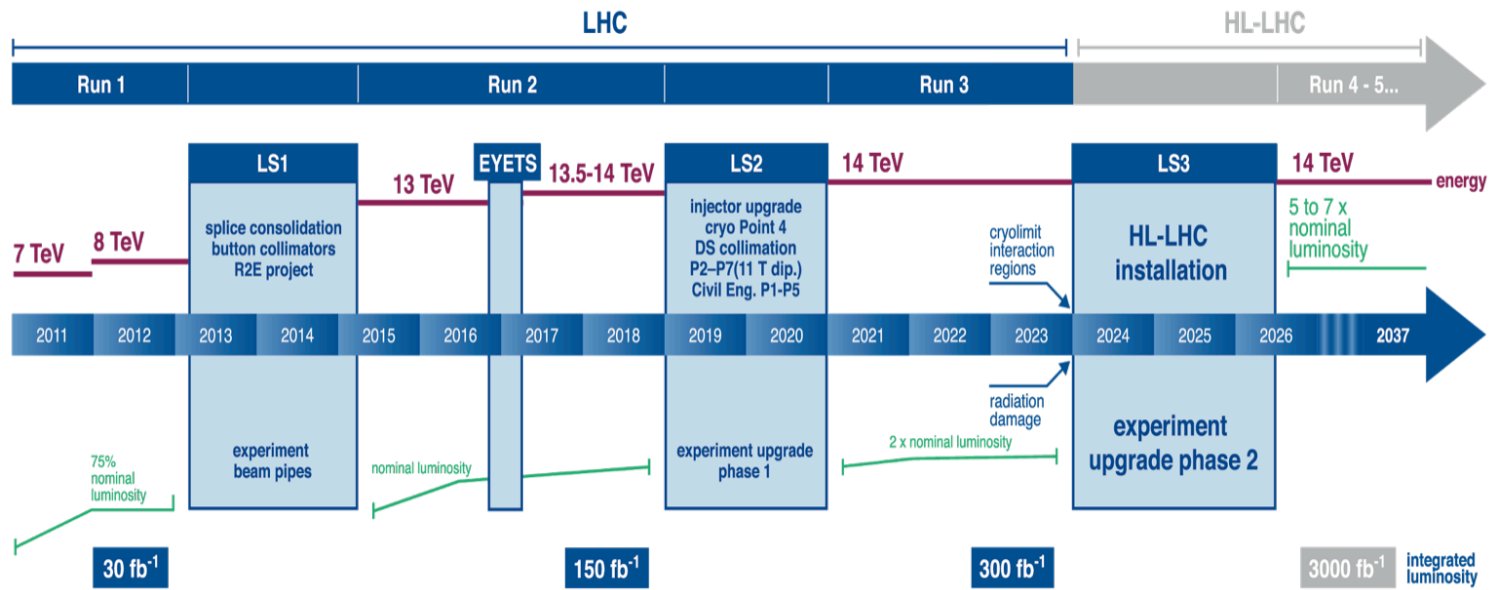 LHC
HL-LHC
Run 1
Run 2
Run 3
Run 4 - 5...
LS1
EYETS
13.5-14 TeV
LS2
14 TeV
LS3
14 TeV
energy
13 TeV
splice consolidation
button collimators
R2E project
injector upgrade
cryo Point 4
DS collimation
P2–P7(11 T dip.)
Civil Eng. P1-P5
cryolimit
interaction
regions
HL-LHC
installation
5 to 7 x
nominal
luminosity
7 TeV
8 TeV
2011
2012
2013
2014
2015
2016
2017
2018
2019
2020
2021
2022
2023
2024
2025
2026
2037
radiation
damage
75%
nominal
luminosity
experiment
beam pipes
nominal luminosity
experiment upgrade
phase 1
2 x nominal luminosity
experiment
upgrade phase 2
30 fb⁻¹
150 fb⁻¹
300 fb⁻¹
3000 fb⁻¹
integrated
luminosity